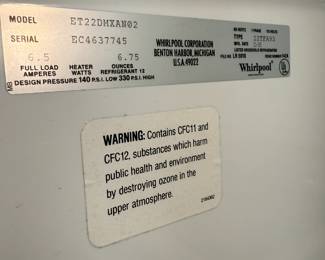 MODEL ET22DHXAN02
SERIAL EC4637745
WHIRLPOOL CORPORATION
BENTON HARBOR, MICHIGAN
U.S.A. 49022
6.5 6.75
FULL LOAD HEATER OUNCES
AMPERES WATTS REFRIGERANT 12
DESIGN PRESSURE 140 P.S.I. LOW 330 P.S.I. HIGH
TYPE
Whirlpool
WARNING: Contains CFC11 and
CFC12, substances which harm
public health and environment
by destroying ozone in the
upper atmosphere.